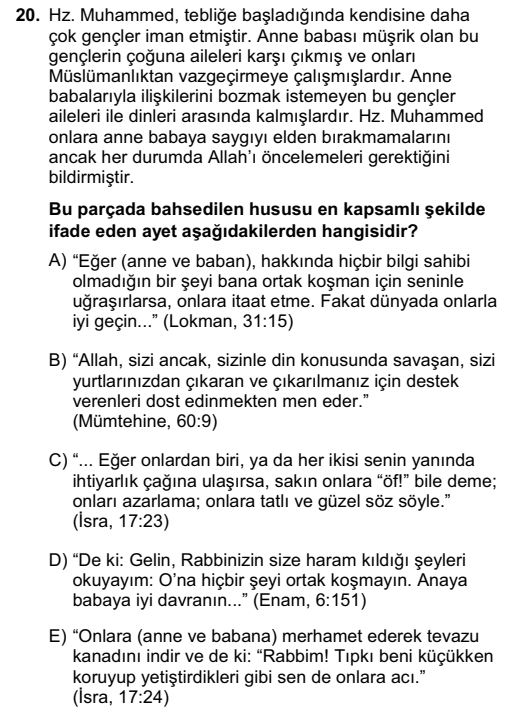 20. Hz. Muhammed, tebliğe başladığında kendisine daha
çok gençler iman etmiştir. Anne babası müşrik olan bu
gençlerin çoğuna aileleri karşı çıkmış ve onları
Müslümanlıktan vazgeçirmeye çalışmışlardır. Anne
babalarıyla ilişkilerini bozmak istemeyen bu gençler
aileleri ile dinleri arasında kalmışlardır. Hz. Muhammed
onlara anne babaya saygıyı elden bırakmamalarını
ancak her durumda Allah’ı öncelemeleri gerektiğini
bildirmiştir.
Bu parçada bahsedilen hususu en kapsamlı şekilde
ifade eden ayet aşağıdakilerden hangisidir?
A) “Eğer (anne ve baban), hakkında hiçbir bilgi sahibi
olmadığın bir şeyi bana ortak koşman için seninle
uğraşırlarsa, onlara itaat etme. Fakat dünyada onlarla
iyi geçin...” (Lokman, 31:15)
B) “Allah, sizi ancak, sizinle din konusunda savaşan, sizi
yurtlarınızdan çıkaran ve çıkarılmanız için destek
verenleri dost edinmekten men eder.”
(Mümtehine, 60:9)
C) “... Eğer onlardan biri, ya da her ikisi senin yanında
ihtiyarlık çağına ulaşırsa, sakın onlara “öf!” bile deme;
onları azarlama; onlara tatlı ve güzel söz söyle.”
(İsra, 17:23)
D) “De ki: Gelin, Rabbinizin size haram kıldığı şeyleri
okuyayım: O’na hiçbir şeyi ortak koşmayın. Anaya
babaya iyi davranın...” (Enam, 6:151)
E) “Onlara (anne ve babana) merhamet ederek tevazu
kanadını indir ve de ki: “Rabbim! Tıpkı beni küçükken
koruyup yetiştirdikleri gibi sen de onlara acı.”
(İsra, 17:24)